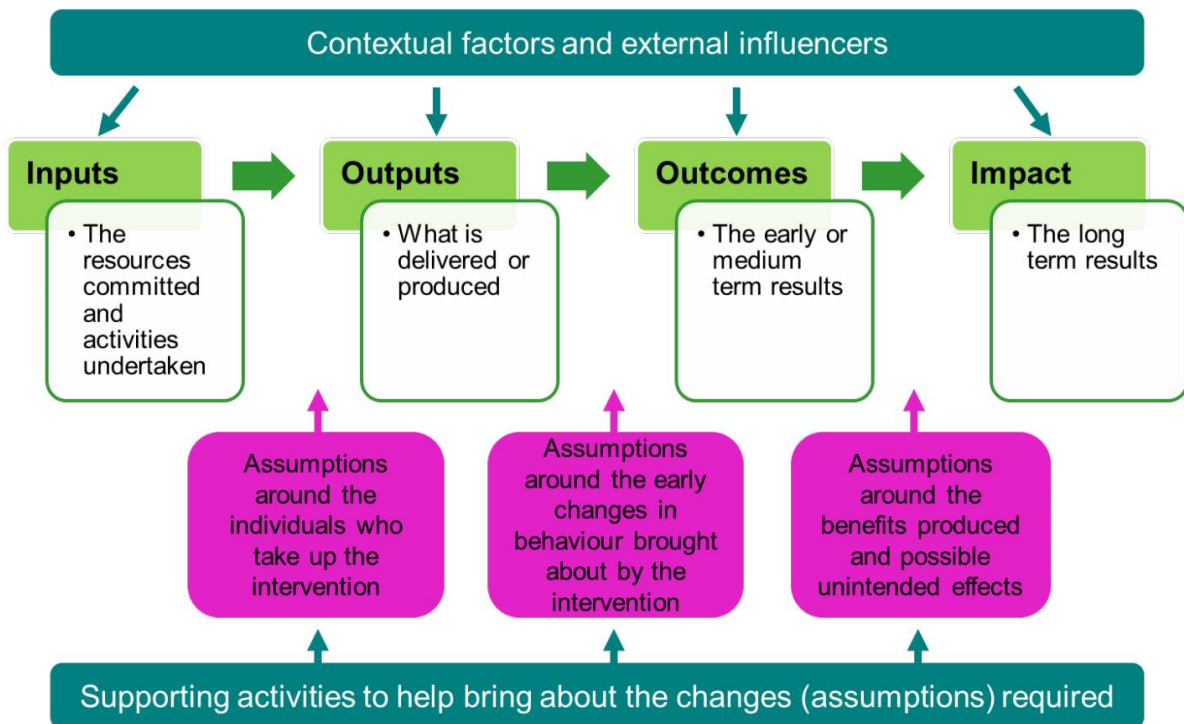 Contextual factors and external influencers
Inputs
• The
resources
committed
and
activities
undertaken
Outputs
• What is
delivered or
produced
Outcomes
• The early or
medium
term results
Impact
• The long
term results
Assumptions
around the
individuals who
take up the
intervention
Assumptions
around the early
changes in
behaviour brought
about by the
intervention
Assumptions
around the
benefits produced
and possible
unintended effects
Supporting activities to help bring about the changes (assumptions) required